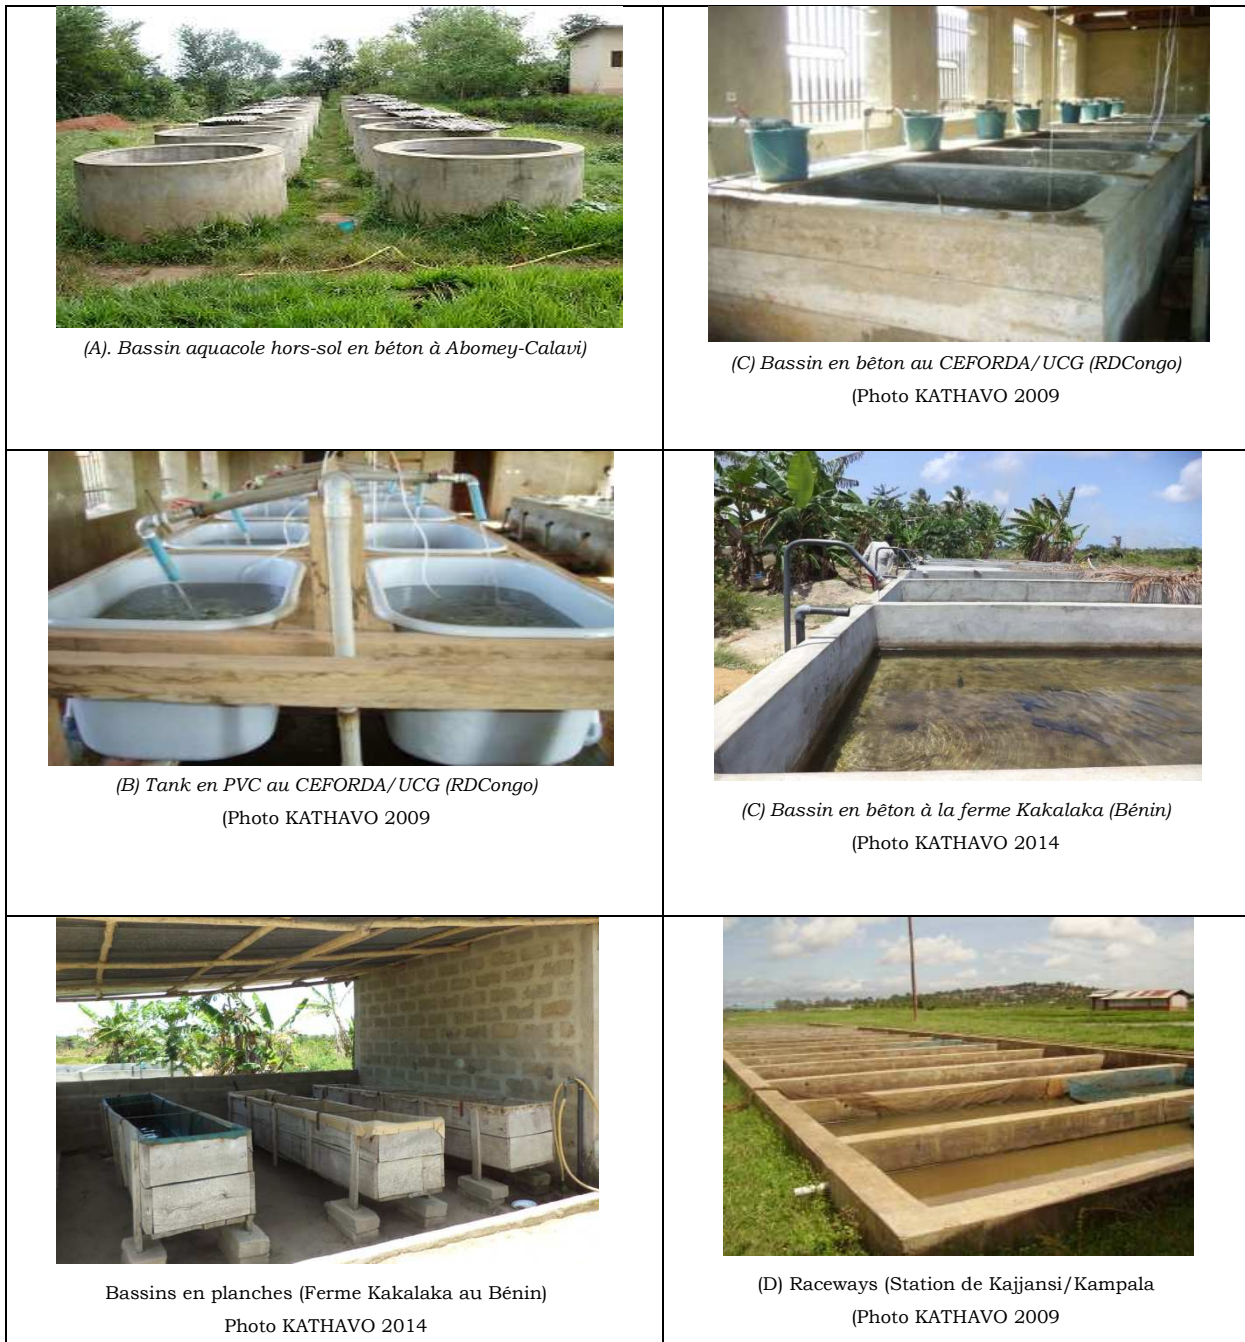 (A). Bassin aquacole hors-sol en béton à Abomey-Calavi)
(C) Bassin en bêton au CEFORDA/UCG (RDCongo)
(Photo KATHAVO 2009
(B) Tank en PVC au CEFORDA/UCG (RDCongo)
(Photo KATHAVO 2009
(C) Bassin en bêton à la ferme Kakalaka (Bénin)
(Photo KATHAVO 2014
Bassins en planches (Ferme Kakalaka au Bénin)
Photo KATHAVO 2014
(D) Raceways (Station de Kajjansi/Kampala
(Photo KATHAVO 2009